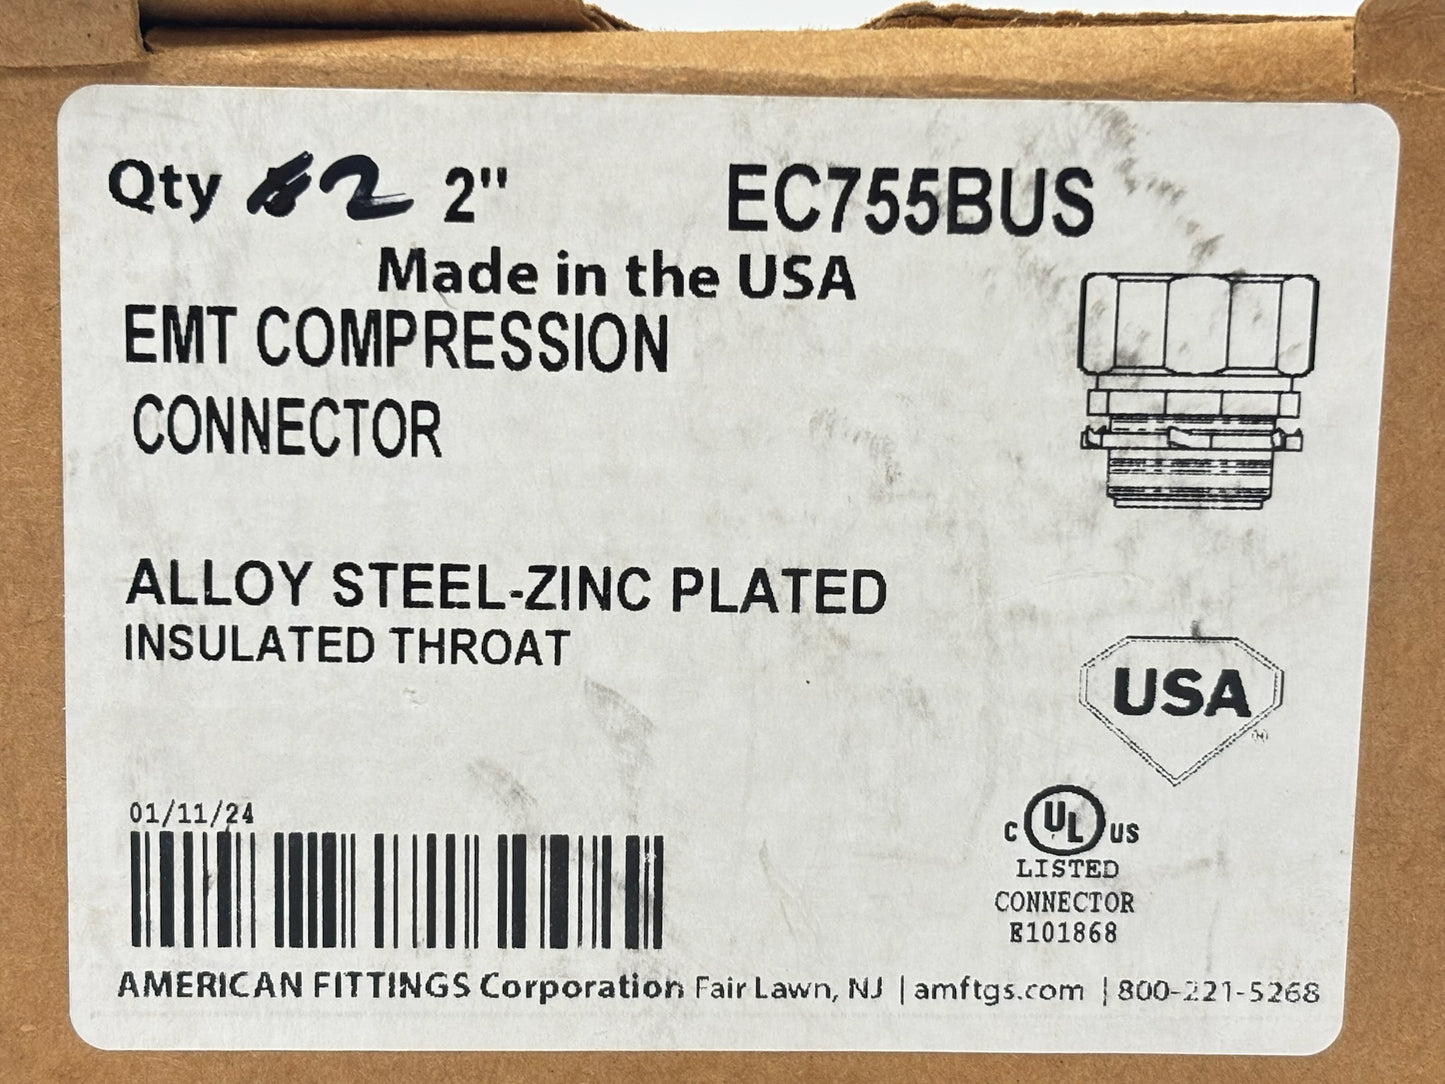 Qty 2 2" EC755BUS
Made in the USA
EMT COMPRESSION
CONNECTOR
ALLOY STEEL-ZINC PLATED
INSULATED THROAT
USA
01/11/24
C UL US
LISTED
CONNECTOR
E101868
AMERICAN FITTINGS Corporation Fair Lawn, NJ | amftgs.com | 800-221-5268